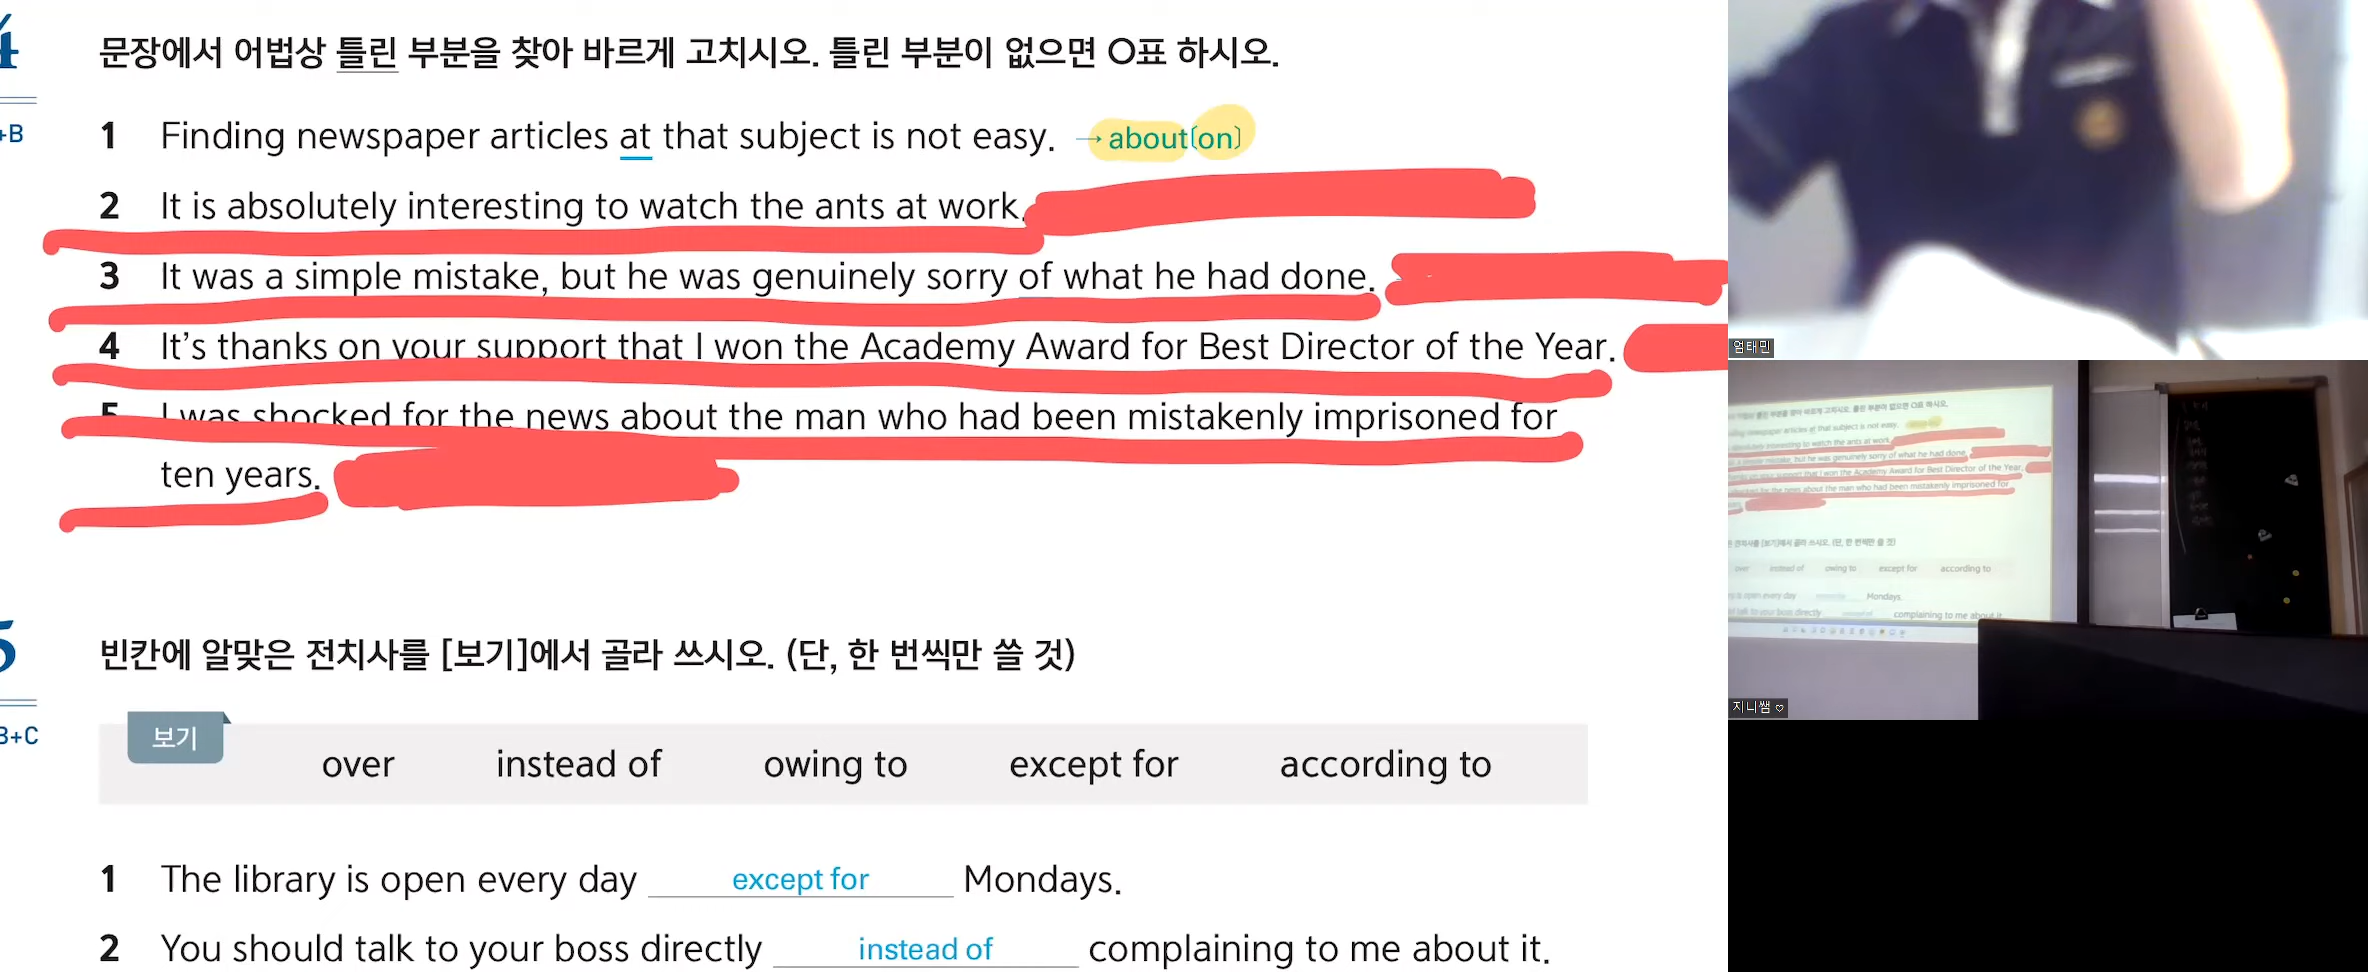 4
문장에서 어법상 틀린 부분을 찾아 바르게 고치시오. 틀린 부분이 없으면 O표 하시오.
+B
1 Finding newspaper articles at that subject is not easy. → about(on)
2 It is absolutely interesting to watch the ants at work.
3 It was a simple mistake, but he was genuinely sorry of what he had done.
4 It's thanks on your support that I won the Academy Award for Best Director of the Year.
5 I was shocked for the news about the man who had been mistakenly imprisoned for
ten years.
5
빈칸에 알맞은 전치사를 [보기]에서 골라 쓰시오. (단, 한 번씩만 쓸 것)
B+C
보기
over instead of owing to except for according to
1 The library is open every day except for Mondays.
2 You should talk to your boss directly instead of complaining to me about it.
엄태민
지니쌤 ♡